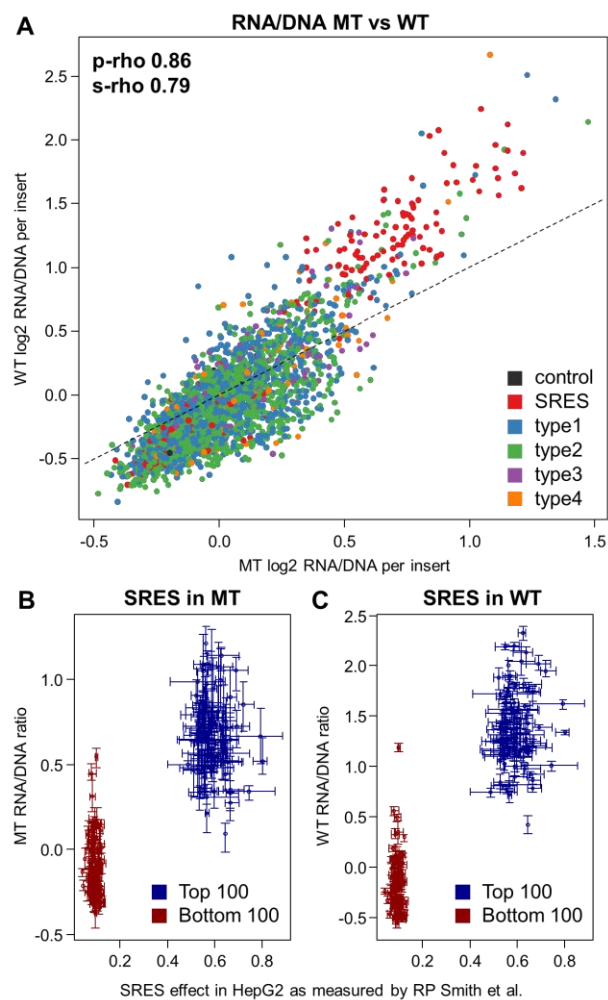 A
RNA/DNA MT vs WT
p-rho 0.86
s-rho 0.79
WT log2 RNA/DNA per insert
2.5
2.0
1.5
1.0
0.5
0.0
-0.5
control
SRES
type1
type2
type3
type4
-0.5 0.0 0.5 1.0 1.5
MT log2 RNA/DNA per insert
B
SRES in MT
MT RNA/DNA ratio
1.0
0.5
0.0
-0.5
Top 100
Bottom 100
0.2 0.4 0.6 0.8
C
SRES in WT
WT RNA/DNA ratio
2.5
2.0
1.5
1.0
0.5
-0.0
-0.5
Top 100
Bottom 100
0.2 0.4 0.6 0.8
SRES effect in HepG2 as measured by RP Smith et al.